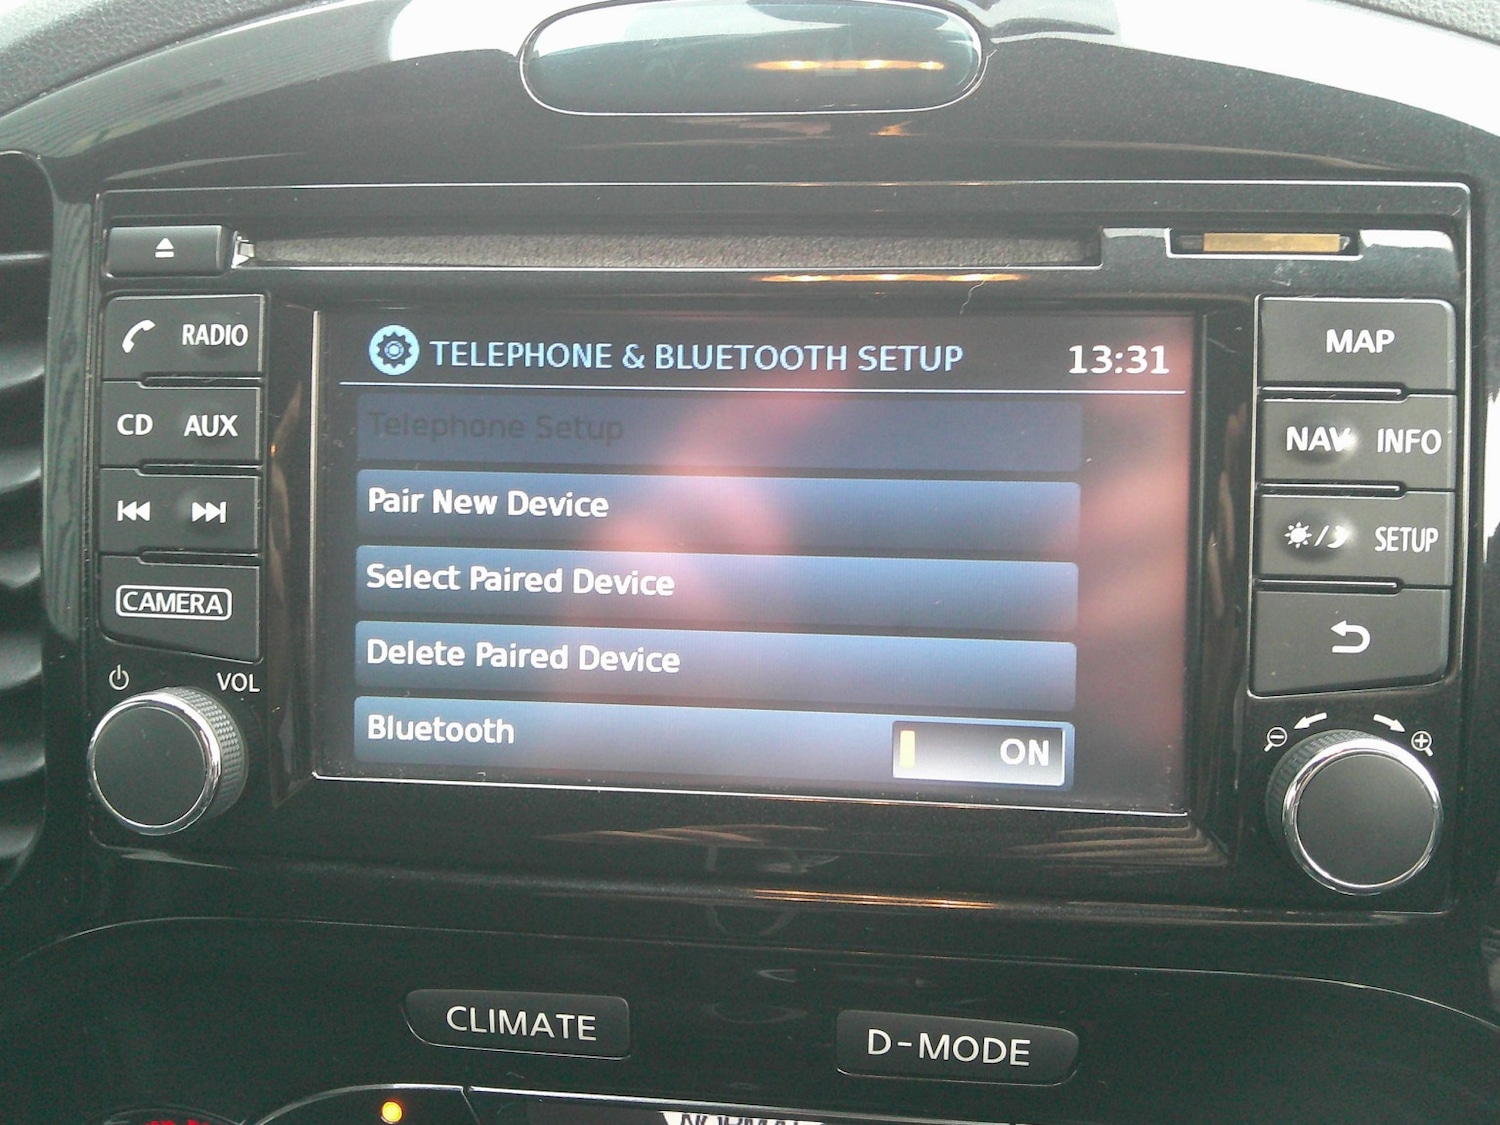 RADIO
CD AUX
CAMERA
VOL
TELEPHONE & BLUETOOTH SETUP 13:31
Telephone Setup
Pair New Device
Select Paired Device
Delete Paired Device
Bluetooth ON
MAP
NAV INFO
SETUP
CLIMATE
D-MODE